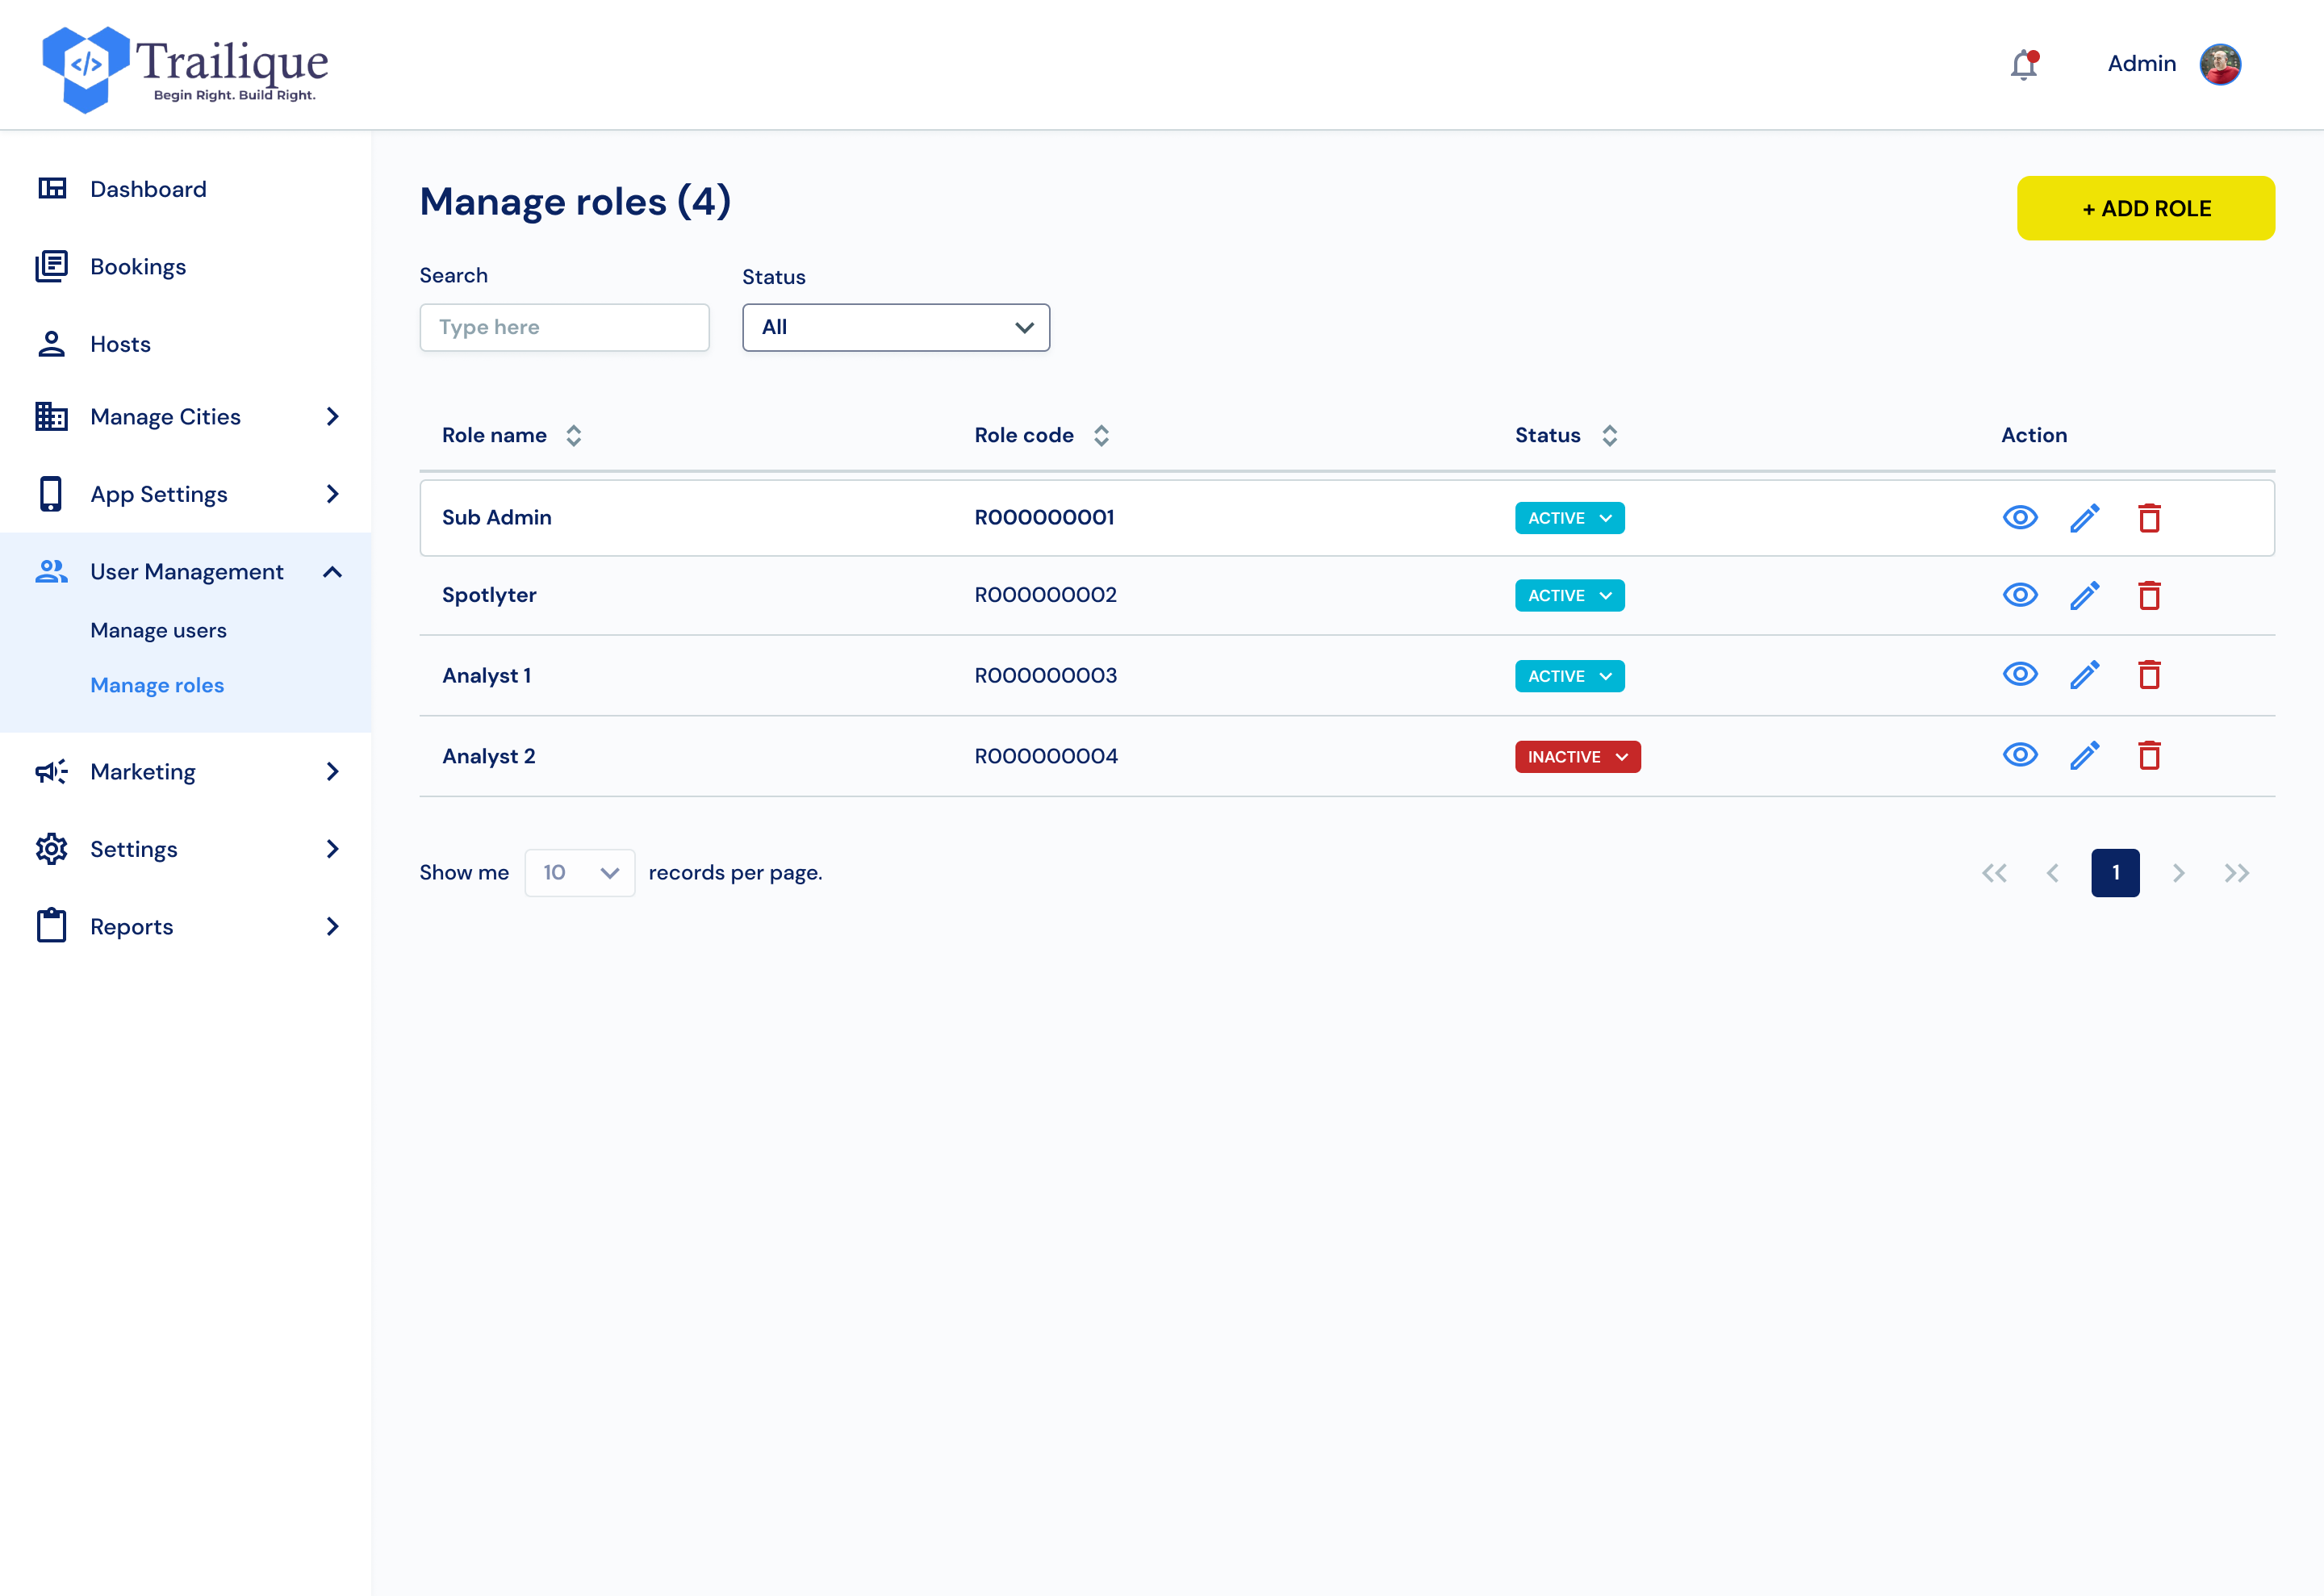 </>
Trailique
Begin Right. Build Right.
Admin
Dashboard
Bookings
Hosts
Manage Cities
App Settings
User Management
Manage users
Manage roles
Marketing
Settings
Reports
Manage roles (4)
+ ADD ROLE
Search
Status
Type here
All
Role name
Role code
Status
Action
Sub Admin
R000000001
ACTIVE
Spotlyter
R000000002
ACTIVE
Analyst 1
R000000003
ACTIVE
Analyst 2
R000000004
INACTIVE
Show me 10 records per page.
1